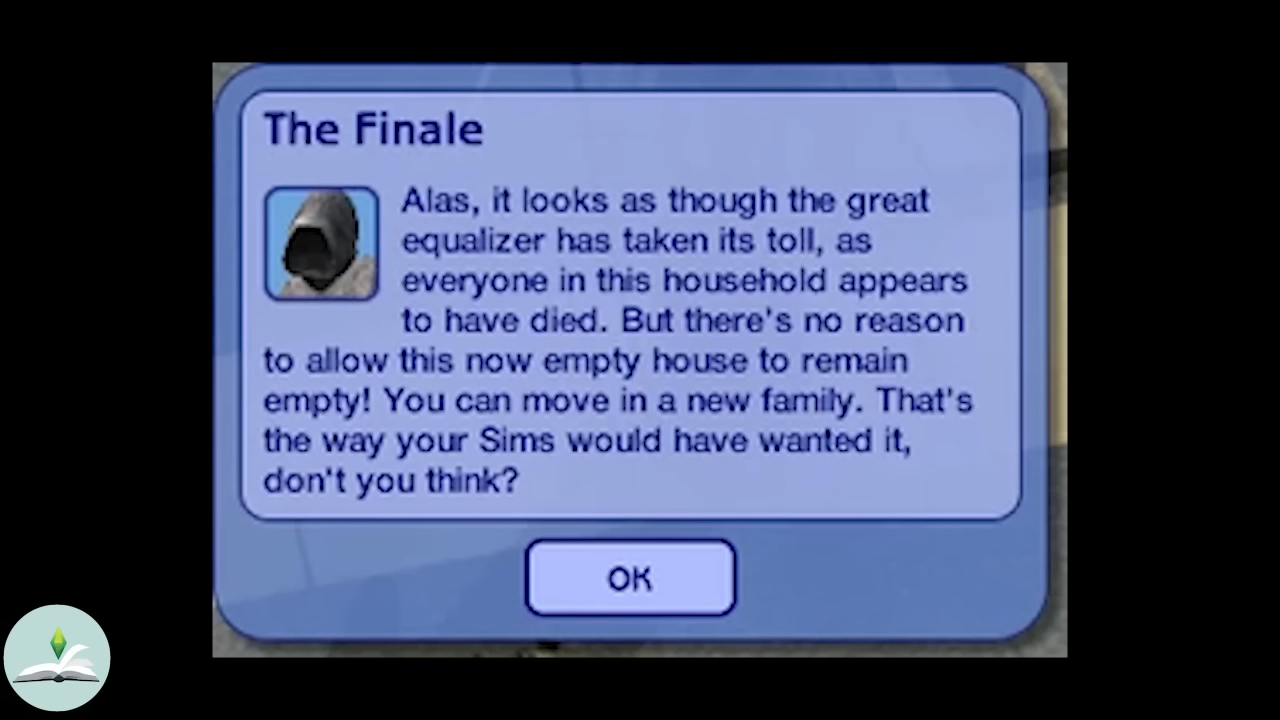 The Finale
Alas, it looks as though the great
equalizer has taken its toll, as
everyone in this household appears
to have died. But there's no reason
to allow this now empty house to remain
empty! You can move in a new family. That's
the way your Sims would have wanted it,
don't you think?
OK